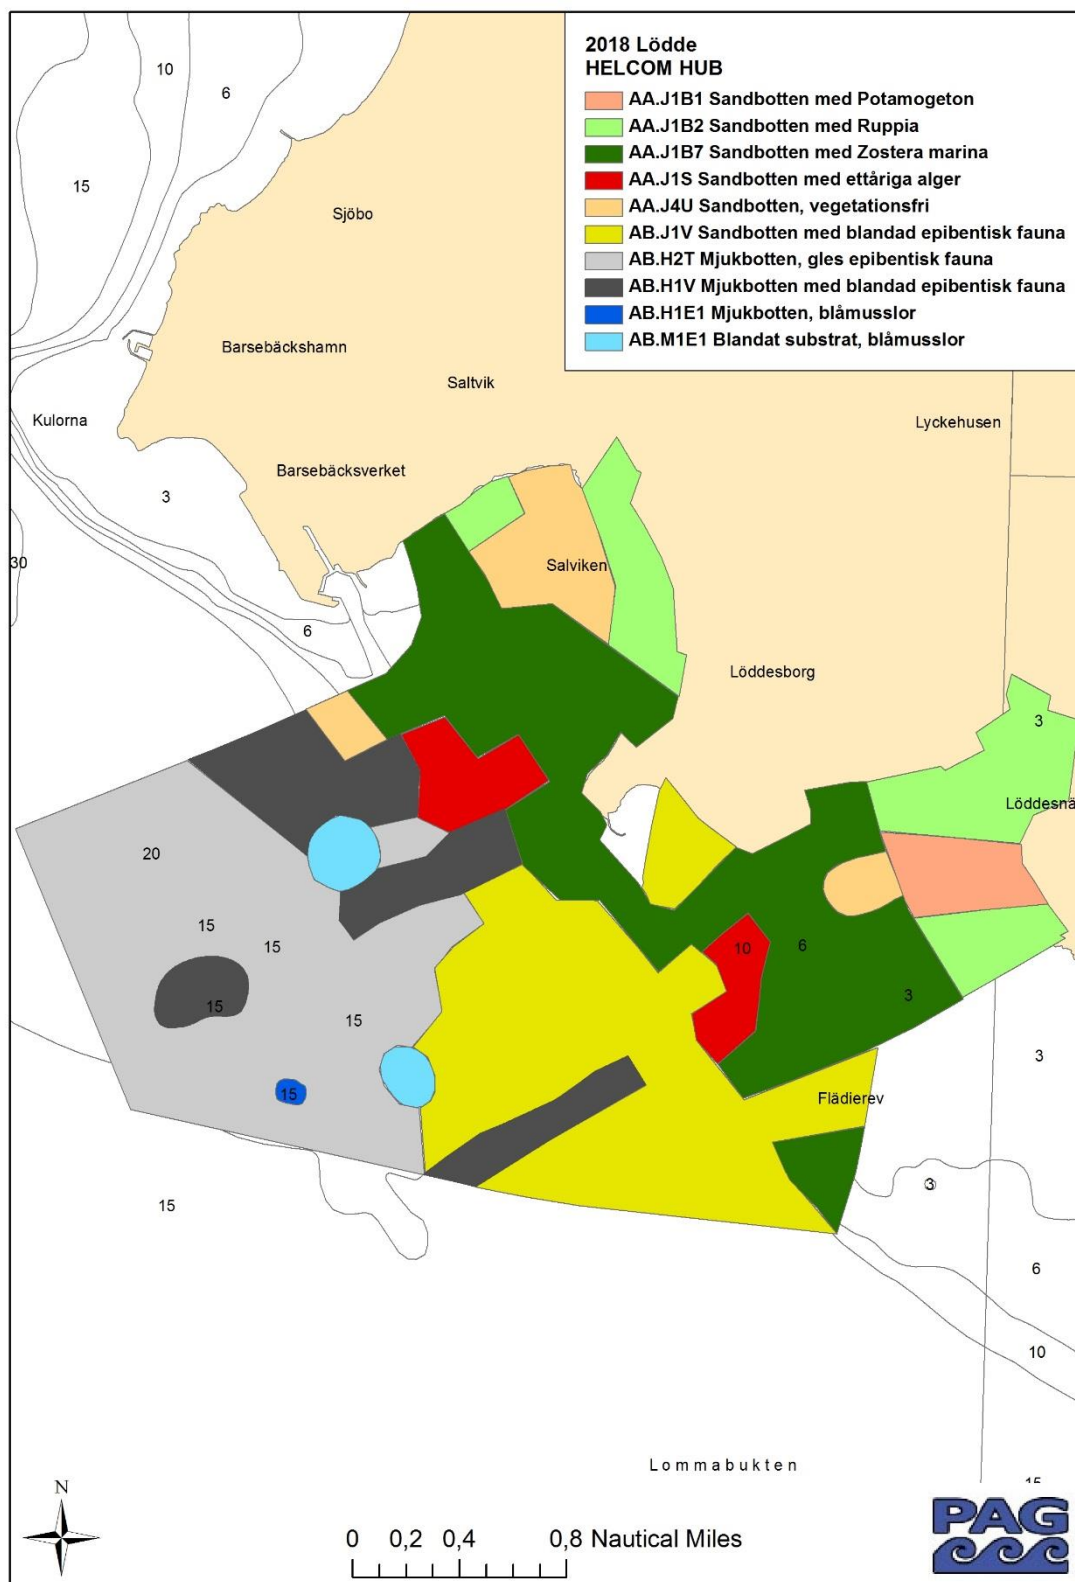 2018 Lödde
HELCOM HUB
AA.J1B1 Sandbotten med Potamogeton
AA.J1B2 Sandbotten med Ruppia
AA.J1B7 Sandbotten med Zostera marina
AA.J1S Sandbotten med ettåriga alger
AA.J4U Sandbotten, vegetationsfri
AB.J1V Sandbotten med blandad epibentisk fauna
AB.H2T Mjukbotten, gles epibentisk fauna
AB.H1V Mjukbotten med blandad epibentisk fauna
AB.H1E1 Mjukbotten, blåmusslor
AB.M1E1 Blandat substrat, blåmusslor
10
6
15
Sjöbo
Barsebäckshamn
Saltvik
Kulorna
Lyckehusen
Barsebäcksverket
3
30
Salviken
6
Löddesborg
3
Löddesnä
20
15
15
10
6
15
15
3
3
15
Flädierev
15
3
6
10
Lommabukten
15
N
0 0,2 0,4 0,8 Nautical Miles
PAG